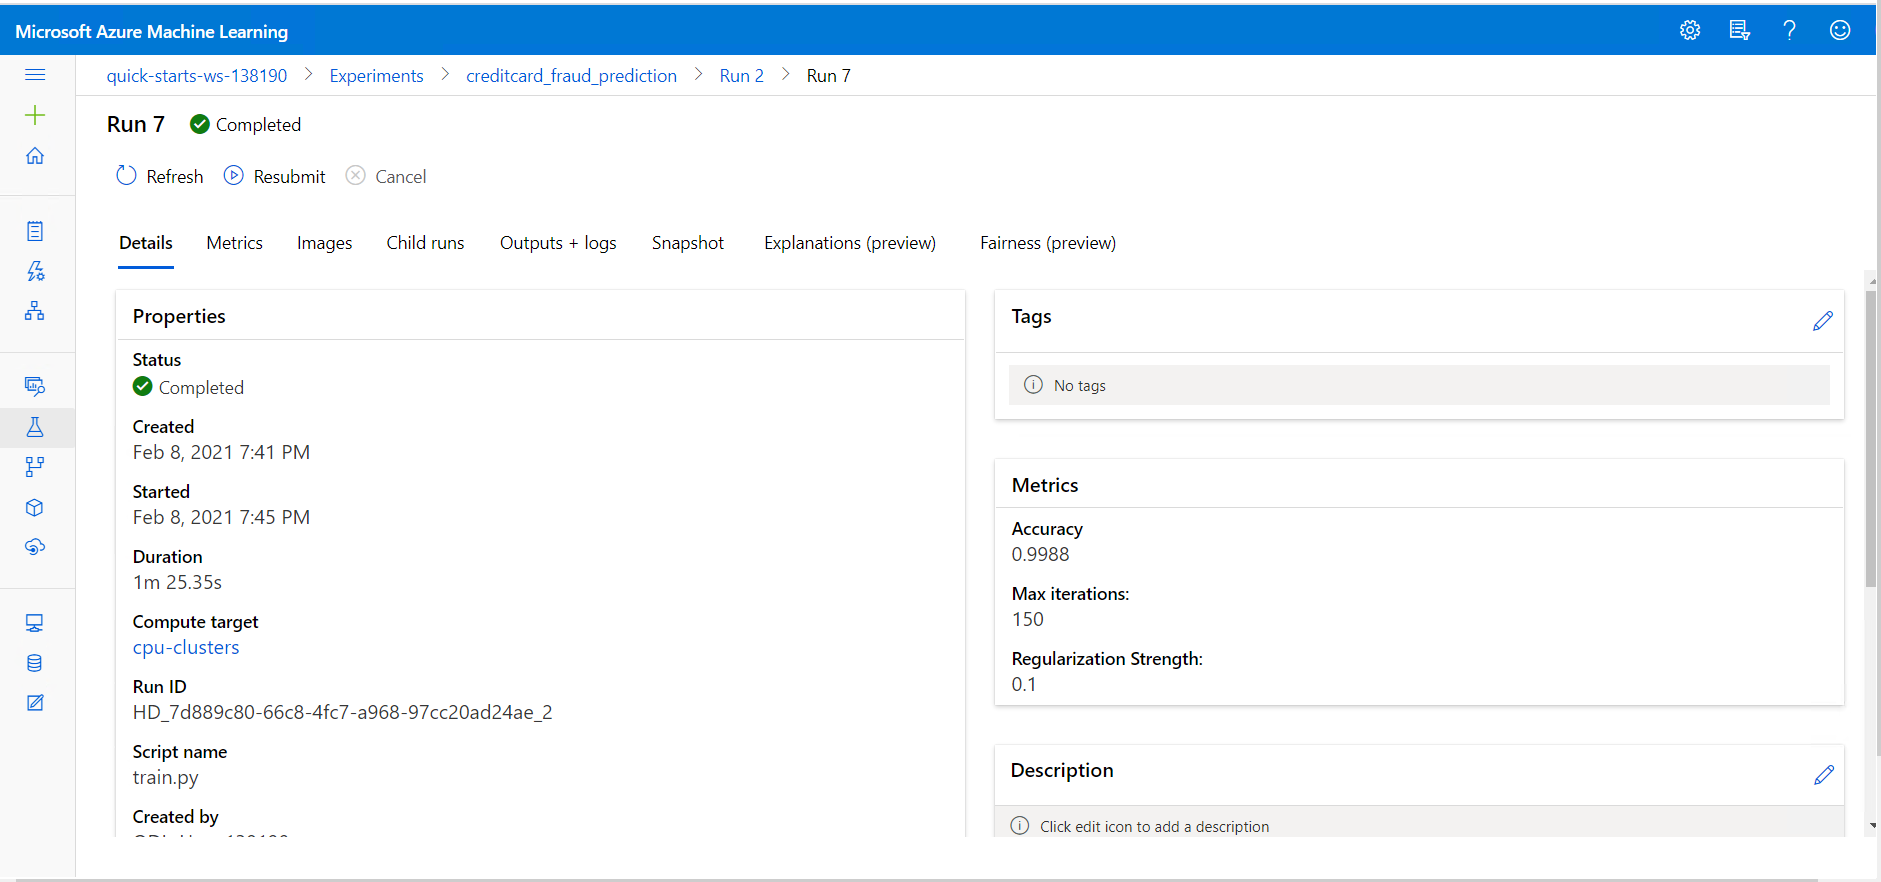 Microsoft Azure Machine Learning
quick-starts-ws-138190 > Experiments > creditcard_fraud_prediction > Run 2 > Run 7
Run 7 Completed
Refresh Resubmit Cancel
Details Metrics Images Child runs Outputs + logs Snapshot Explanations (preview) Fairness (preview)
Properties
Status
Completed
Created
Feb 8, 2021 7:41 PM
Started
Feb 8, 2021 7:45 PM
Duration
1m 25.35s
Compute target
cpu-clusters
Run ID
HD_7d889c80-66c8-4fc7-a968-97cc20ad24ae_2
Script name
train.py
Created by
Tags
No tags
Metrics
Accuracy
0.9988
Max iterations:
150
Regularization Strength:
0.1
Description
Click edit icon to add a description